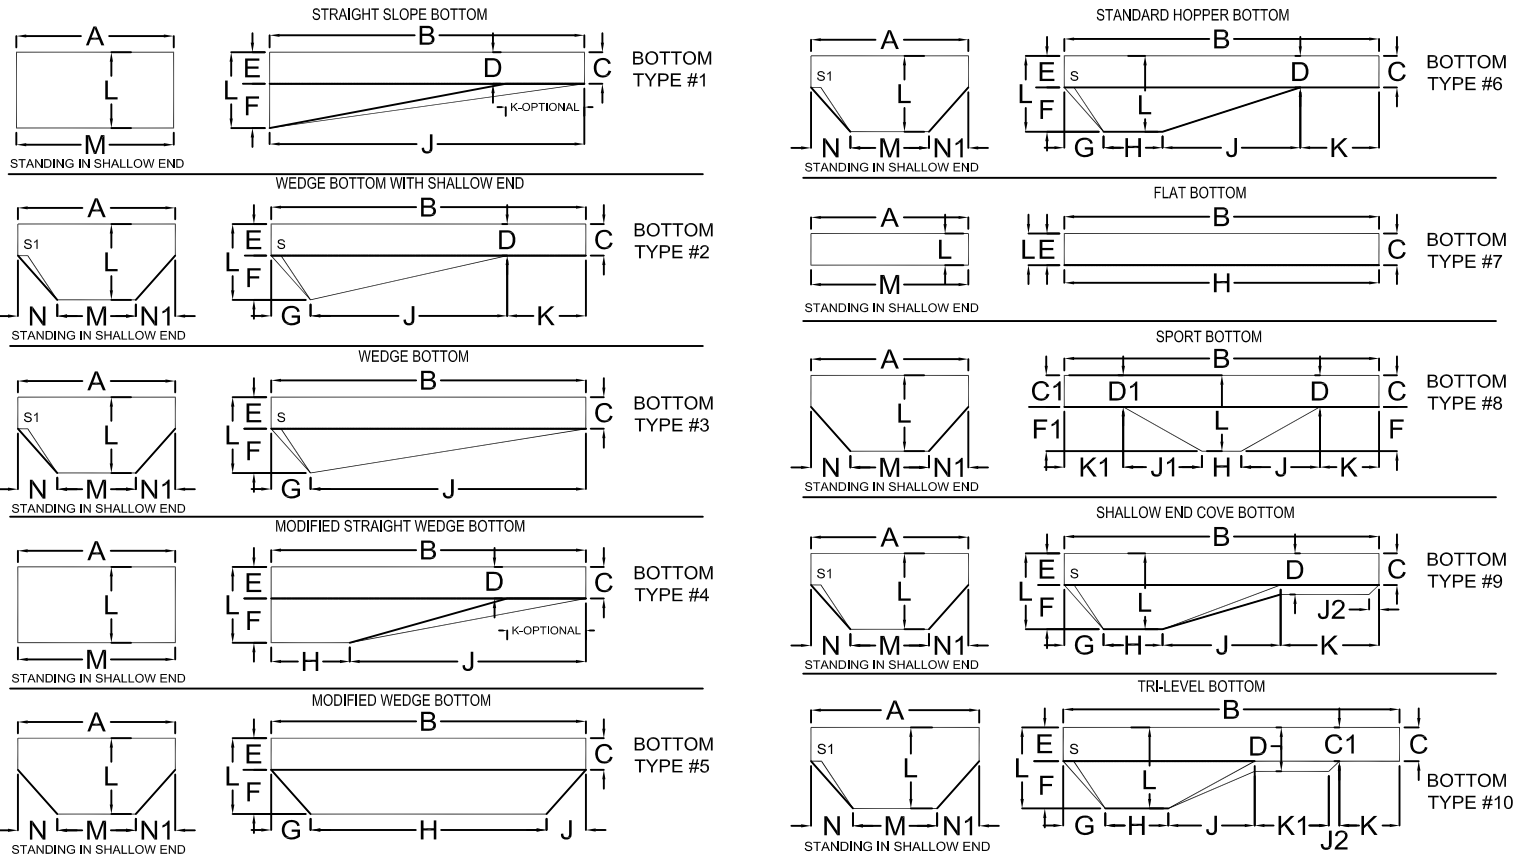 STRAIGHT SLOPE BOTTOM
A
B
E
D
C
L
L
F
K-OPTIONAL
M
J
BOTTOM
TYPE #1
STANDING IN SHALLOW END
WEDGE BOTTOM WITH SHALLOW END
A
B
S1
E
S
D
C
L
L
F
N
M
N1
G
J
K
BOTTOM
TYPE #2
STANDING IN SHALLOW END
WEDGE BOTTOM
A
B
S1
E
S
C
L
L
F
N
M
N1
G
J
BOTTOM
TYPE #3
STANDING IN SHALLOW END
MODIFIED STRAIGHT WEDGE BOTTOM
A
B
E
D
C
L
L
F
K-OPTIONAL
M
H
J
BOTTOM
TYPE #4
STANDING IN SHALLOW END
MODIFIED WEDGE BOTTOM
A
B
E
C
L
L
F
N
M
N1
G
H
J
BOTTOM
TYPE #5
STANDING IN SHALLOW END
STANDARD HOPPER BOTTOM
A
B
S1
E
S
D
C
L
L
L
F
N
M
N1
G
H
J
K
BOTTOM
TYPE #6
STANDING IN SHALLOW END
FLAT BOTTOM
A
B
L
L
E
C
M
H
BOTTOM
TYPE #7
STANDING IN SHALLOW END
SPORT BOTTOM
A
B
C1
D1
D
C
L
L
F1
F
N
M
N1
K1
J1
H
J
K
BOTTOM
TYPE #8
STANDING IN SHALLOW END
SHALLOW END COVE BOTTOM
A
B
S1
E
S
D
C
L
L
L
F
J2
N
M
N1
G
H
J
K
BOTTOM
TYPE #9
STANDING IN SHALLOW END
TRI-LEVEL BOTTOM
A
B
S1
E
S
D
C1
C
L
L
L
F
N
M
N1
G
H
J
K1
J2
K
BOTTOM
TYPE #10
STANDING IN SHALLOW END